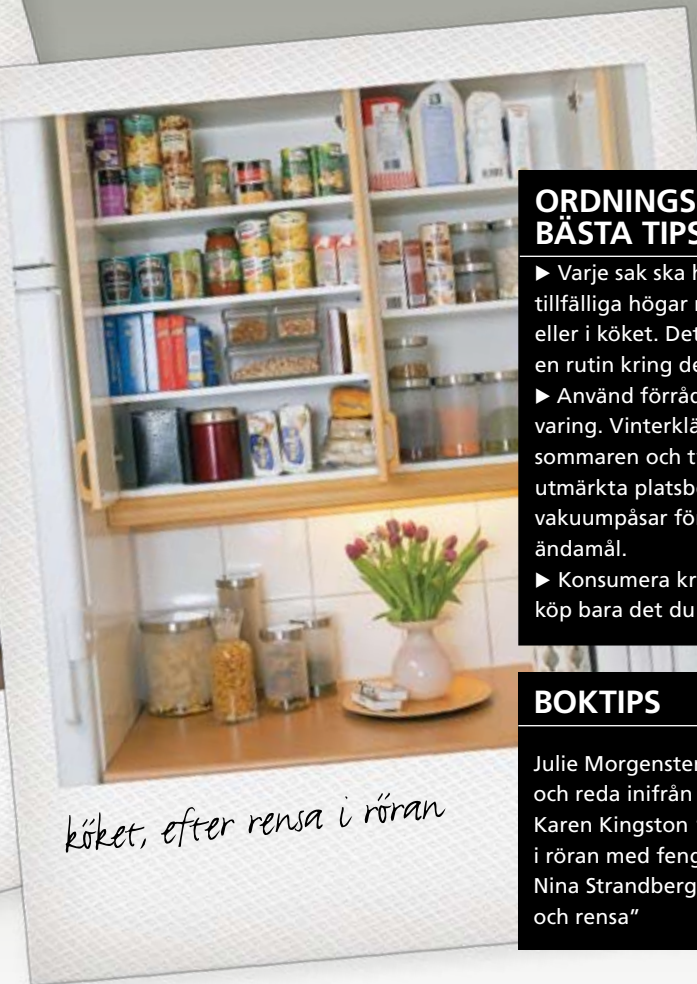 ORDNINGS
BÄSTA TIPS
▶ Varje sak ska h
tillfälliga högar
eller i köket. Det
en rutin kring de
▶ Använd förråd
varing. Vinterklä
sommaren och t
utmärkta platsb
vakuumpåsar fö
ändamål.
▶ Konsumera kr
köp bara det du
BOKTIPS
Julie Morgenster
och reda inifrån
Karen Kingston
i röran med feng
Nina Strandberg
och rensa"
köket, efter rensa i röran